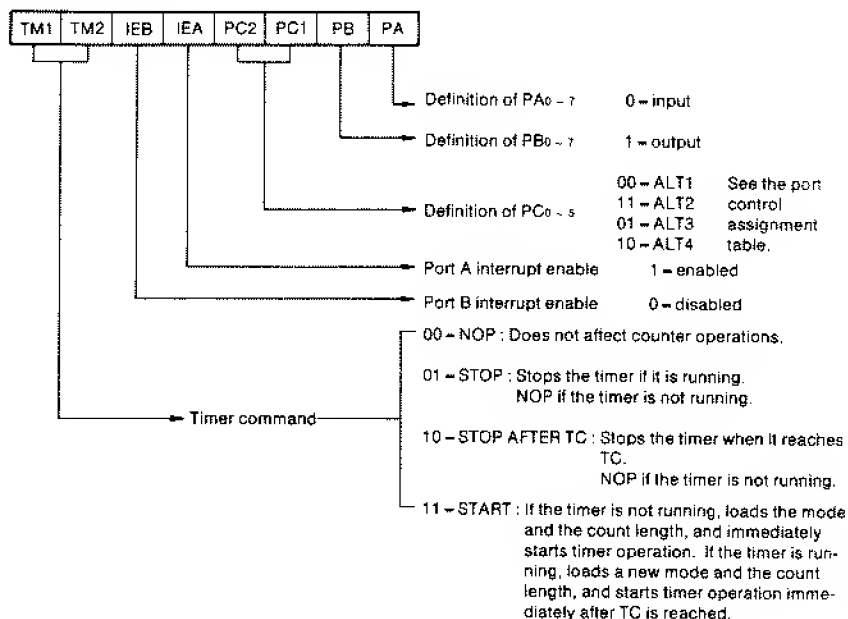 TM1 TM2 IEB IEA PC2 PC1 PB PA
Definition of PA0 ~ 7 0 – input
Definition of PB0 ~ 7 1 – output
Definition of PC0 ~ 5
00 – ALT1 See the port
11 – ALT2 control
01 – ALT3 assignment
10 – ALT4 table.
Port A interrupt enable 1 – enabled
Port B interrupt enable 0 – disabled
Timer command
00 – NOP : Does not affect counter operations.
01 – STOP : Stops the timer if it is running.
NOP if the timer is not running.
10 – STOP AFTER TC : Stops the timer when it reaches
TC.
NOP if the timer is not running.
11 – START : If the timer is not running, loads the mode
and the count length, and immediately
starts timer operation. If the timer is run-
ning, loads a new mode and the count
length, and starts timer operation imme-
diately after TC is reached.